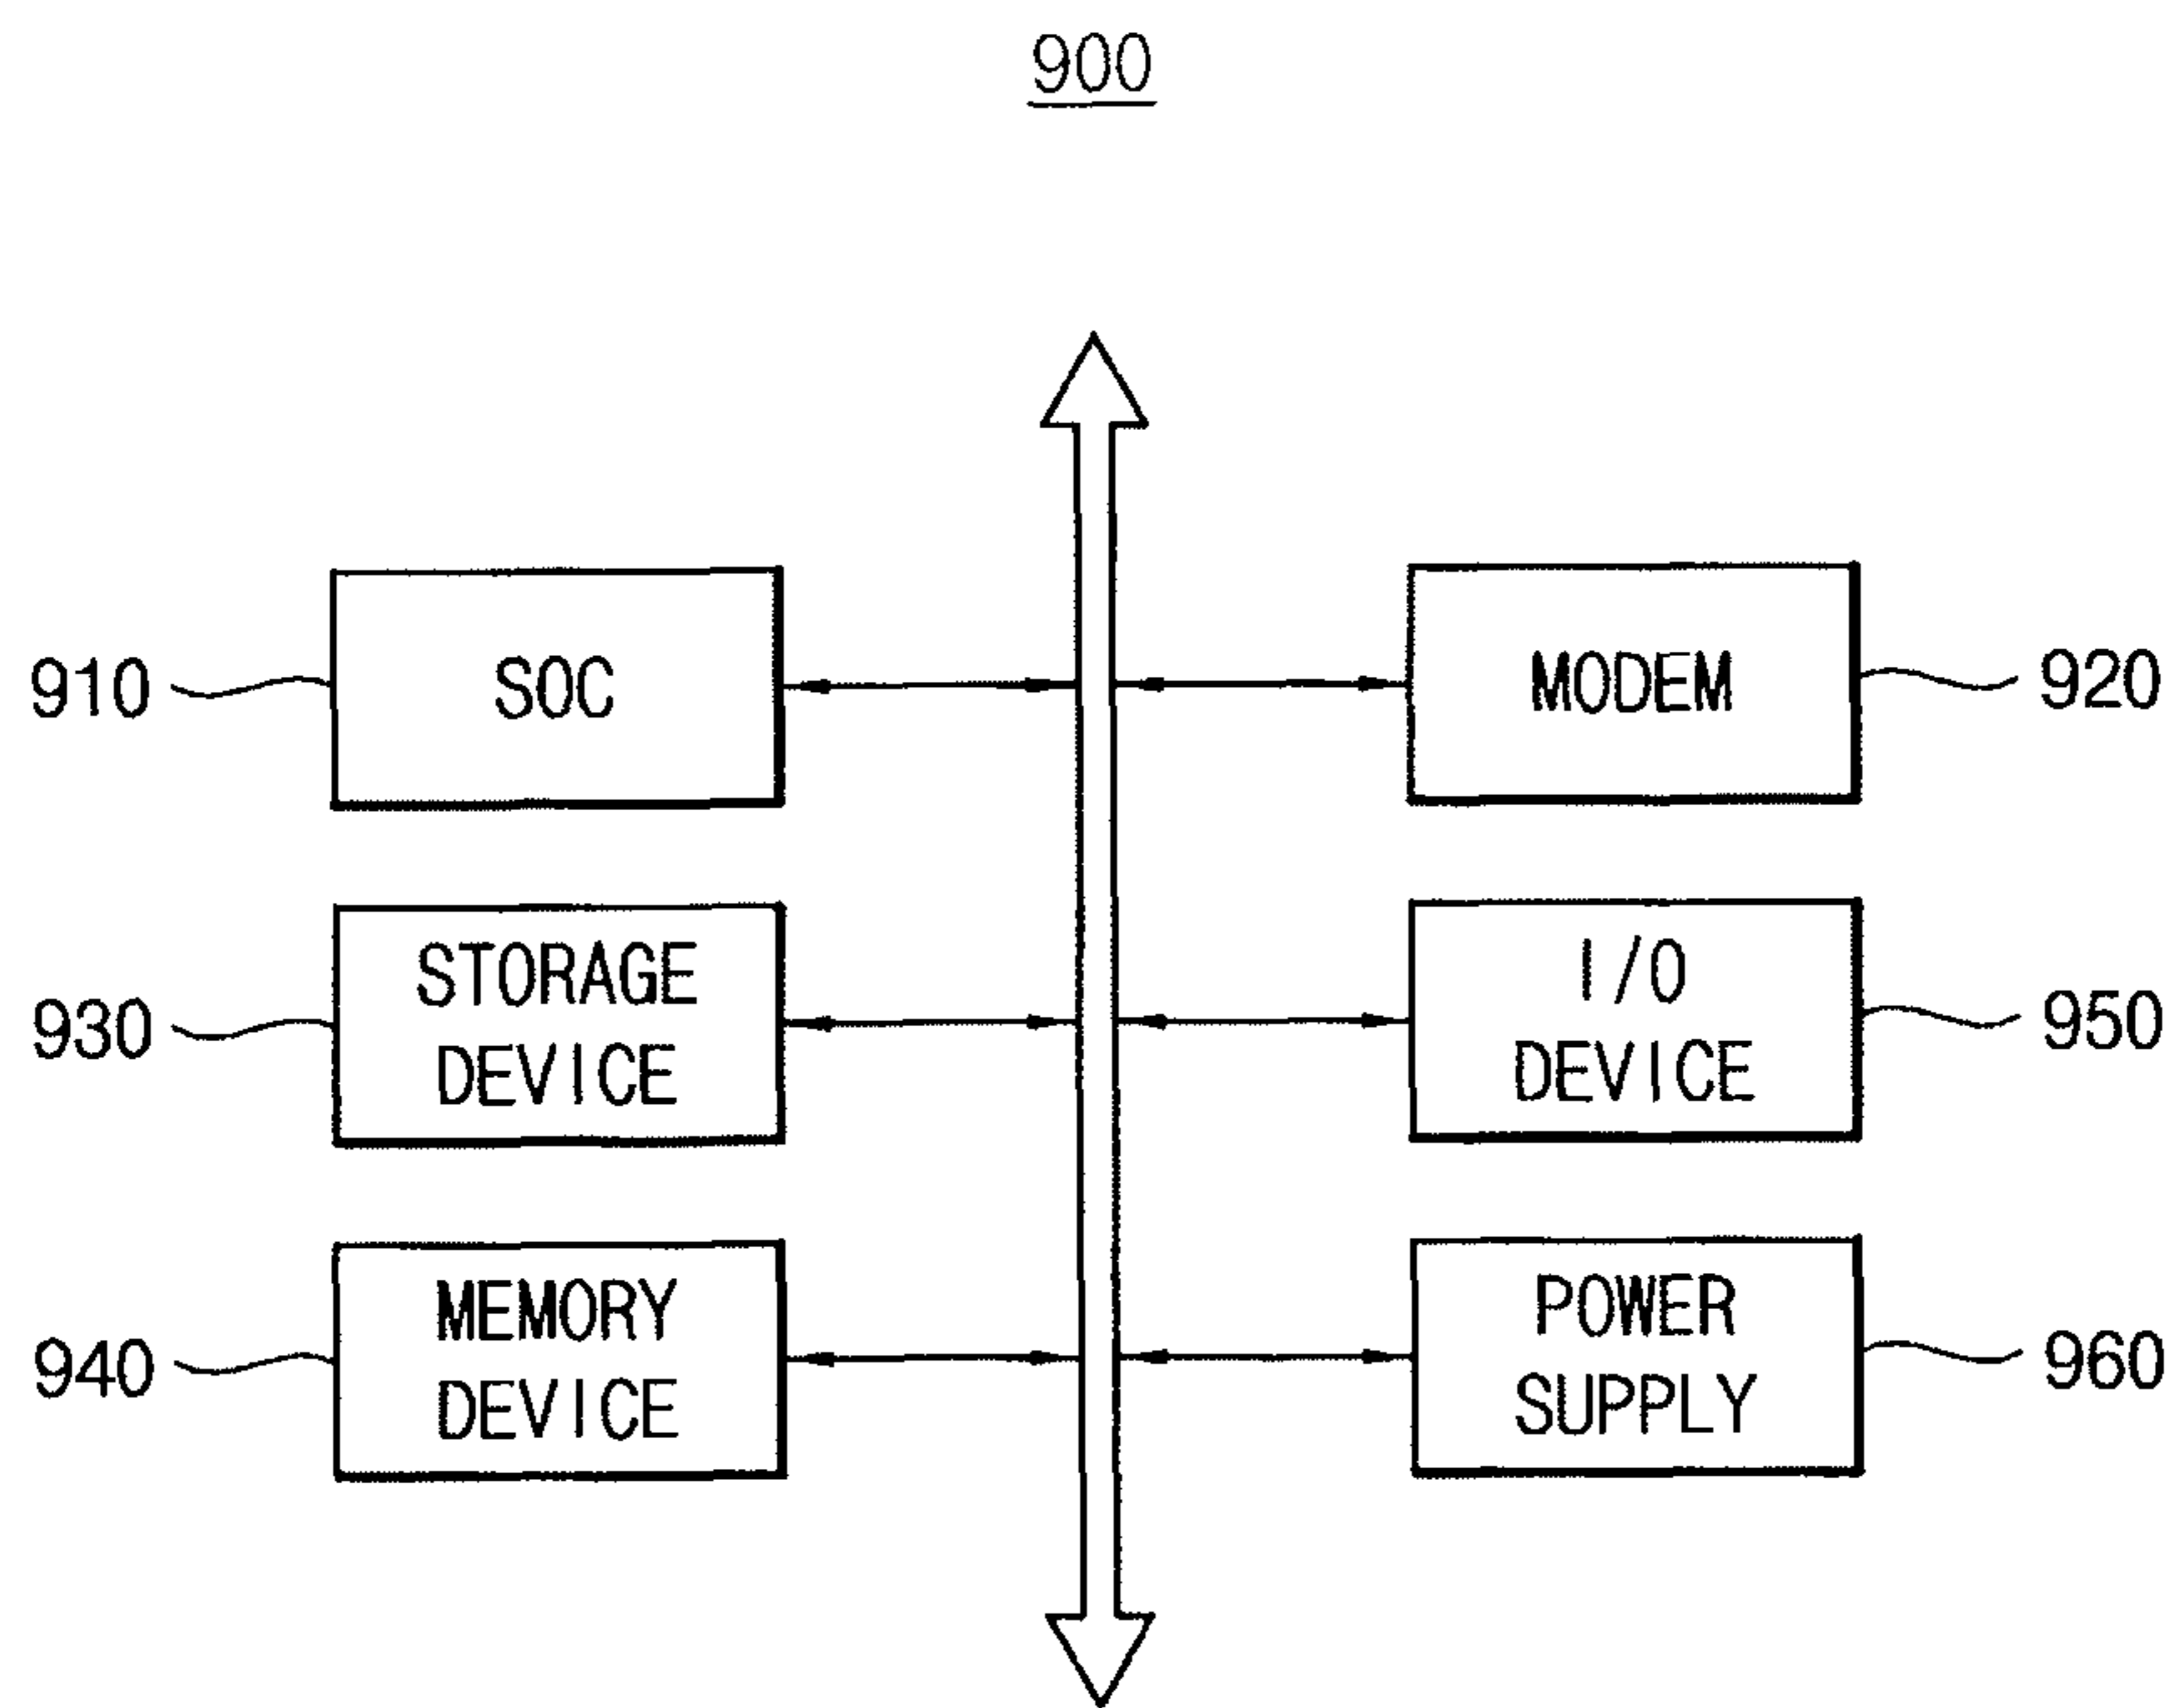 900
910
SOC
MODEM
920
930
STORAGE
DEVICE
I/O
DEVICE
950
940
MEMORY
DEVICE
POWER
SUPPLY
960